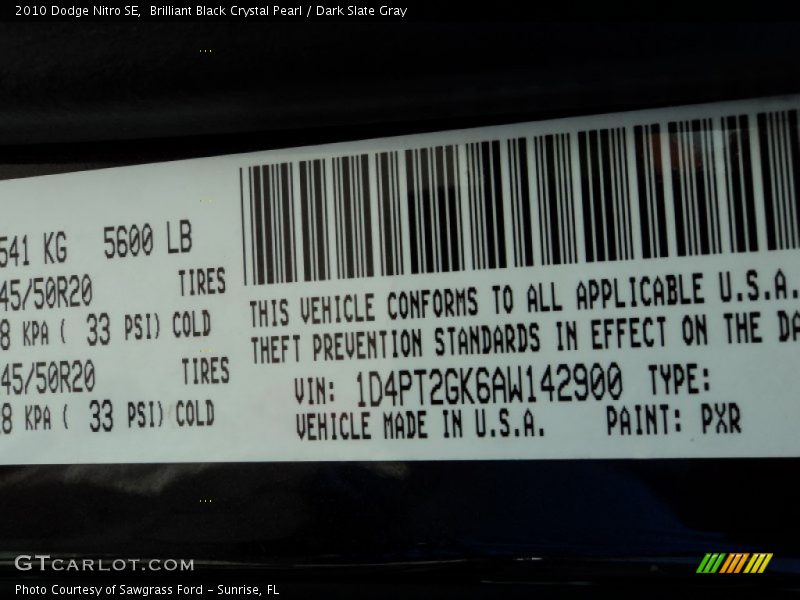 2010 Dodge Nitro SE,  Brilliant Black Crystal Pearl / Dark Slate Gray
541 KG 5600 LB
45/50R20 TIRES
8 KPA ( 33 PSI) COLD
45/50R20 TIRES
8 KPA ( 33 PSI) COLD
THIS VEHICLE CONFORMS TO ALL APPLICABLE U.S.A.
THEFT PREVENTION STANDARDS IN EFFECT ON THE DA
VIN: 1D4PT2GK6AW142900 TYPE:
VEHICLE MADE IN U.S.A. PAINT: PXR
GTCARLOT.COM
Photo Courtesy of Sawgrass Ford - Sunrise, FL